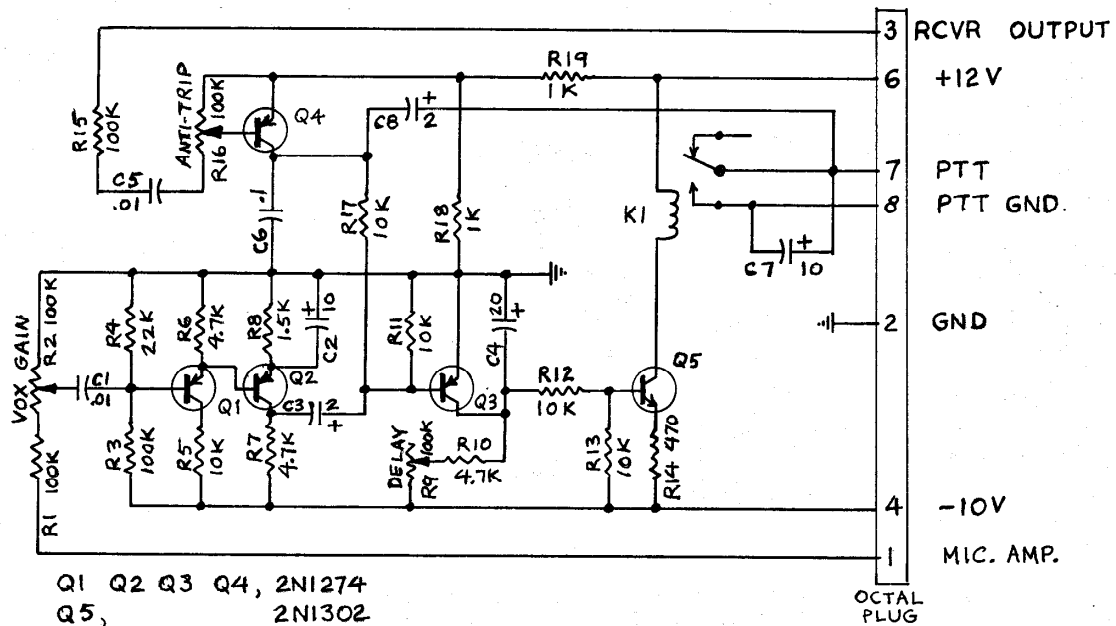 3 RCVR OUTPUT
R19
1K
6 +12V
R15
100K
ANTI-TRIP
100K
R16
Q4
C8
+
2
C5
.01
7 PTT
.1
C6
R17
10K
R18
1K
K1
8 PTT GND.
C7
+
10
VOX GAIN
R2 100K
R4
22K
R6
4.7K
R8
1.5K
+
10
C2
R11
10K
20
+
C4
2 GND
Q5
C1
.01
Q1
Q2
C3
2
+
Q3
R12
10K
R1
100K
R3
100K
R5
10K
R7
4.7K
DELAY
100K
R9
R10
4.7K
R13
10K
R14 470
4 -10V
1 MIC. AMP.
Q1 Q2 Q3 Q4, 2N1274
Q5, 2N1302
OCTAL
PLUG